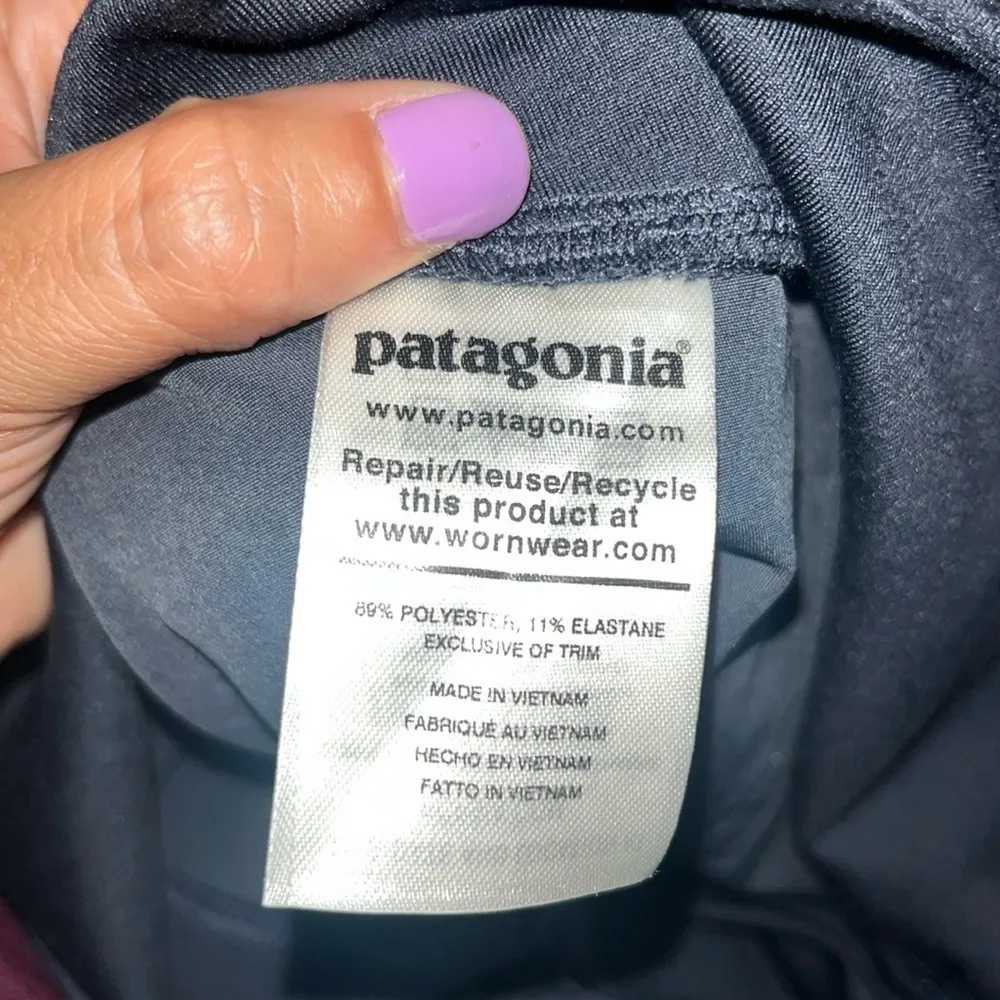 patagonia®
www.patagonia.com
Repair/Reuse/Recycle
this product at
www.wornwear.com
89% POLYESTER, 11% ELASTANE
EXCLUSIVE OF TRIM
MADE IN VIETNAM
FABRIQUÉ AU VIETNAM
HECHO EN VIETNAM
FATTO IN VIETNAM